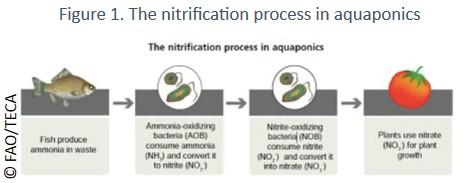 Figure 1. The nitrification process in aquaponics
The nitrification process in aquaponics
Fish produce
ammonia in waste
Ammonia-oxidizing
bacteria (AOB)
consume ammonia
(NH₃) and convert it
to nitrite (NO₂⁻)
Nitrite-oxidizing
bacteria (NOB)
consume nitrite
(NO₂⁻) and convert it
into nitrate (NO₃⁻)
Plants use nitrate
(NO₃⁻) for plant
growth
© FAO/TECA